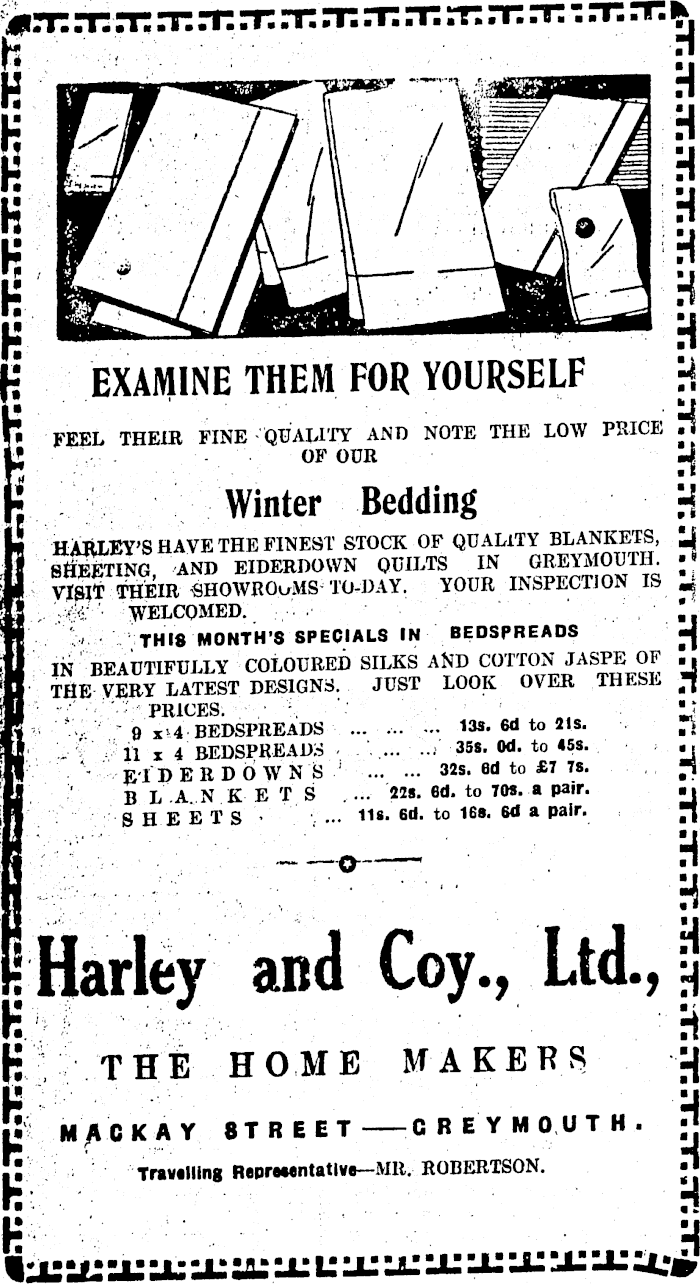 EXAMINE THEM FOR YOURSELF
FEEL THEIR FINE QUALITY AND NOTE THE LOW PRICE
OF OUR
Winter Bedding
HARLEY'S HAVE THE FINEST STOCK OF QUALITY BLANKETS,
SHEETING, AND EIDERDOWN QUILTS IN GREYMOUTH.
VISIT THEIR SHOWROOMS TO-DAY. YOUR INSPECTION IS
WELCOMED.
THIS MONTH'S SPECIALS IN BEDSPREADS
IN BEAUTIFULLY COLOURED SILKS AND COTTON JASPE OF
THE VERY LATEST DESIGNS. JUST LOOK OVER THESE
PRICES.
9 x 4 BEDSPREADS ... ... ... 13s. 6d to 21s.
11 x 4 BEDSPREADS ... ... 35s. 0d. to 45s.
EIDERDOWNS ... ... 32s. 6d to £7 7s.
BLANKETS ... 22s. 6d. to 70s. a pair.
SHEETS ... 11s. 6d. to 16s. 6d a pair.
Harley and Coy., Ltd.,
THE HOME MAKERS
MACKAY STREET — GREYMOUTH.
Travelling Representative—MR. ROBERTSON.